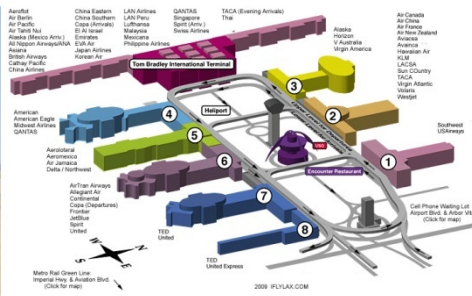 Aeroflot
Air Berlin
Air Pacific
Air Tahiti Nui
Alaska (Mexico Arriv.)
All Nippon Airways/ANA
Asiana
British Airways
Cathay Pacific
China Airlines
China Eastern
China Southern
Copa (Arrivals)
El Al Israel
Emirates
EVA Air
Japan Airlines
Korean Air
LAN Airlines
LAN Peru
Lufthansa
Malaysia
Mexicana
Philippine Airlines
QANTAS
Singapore
Spirit (Arriv.)
Swiss Airlines
TACA (Evening Arrivals)
Thai
Tom Bradley International Terminal
Alaska
Horizon
V Australia
Virgin America
Air Canada
Air China
Air France
Air New Zealand
Aviacsa
Avianca
Hawaiian Air
KLM
LACSA
Sun COuntry
TACA
Virgin Atlantic
Volaris
Westjet
3
2
Heliport
American
American Eagle
Midwest Airlines
QANTAS
4
Southwest
USAirways
1
5
Aerolitoral
Aeromexico
Air Jamaica
Delta / Northwest
6
Encounter Restaurant
AirTran Airways
Allegiant Air
Continental
Copa (Departures)
Frontier
JetBlue
Spirit
United
7
8
Cell Phone Waiting Lot
Airport Blvd. & Arbor Vit
(Click for map)
TED
United
TED
United Express
W
S
N
E
Metro Rail Green Line:
Imperial Hwy. & Aviation Blvd.
(Click for map)
2009 IFLYLAX.COM